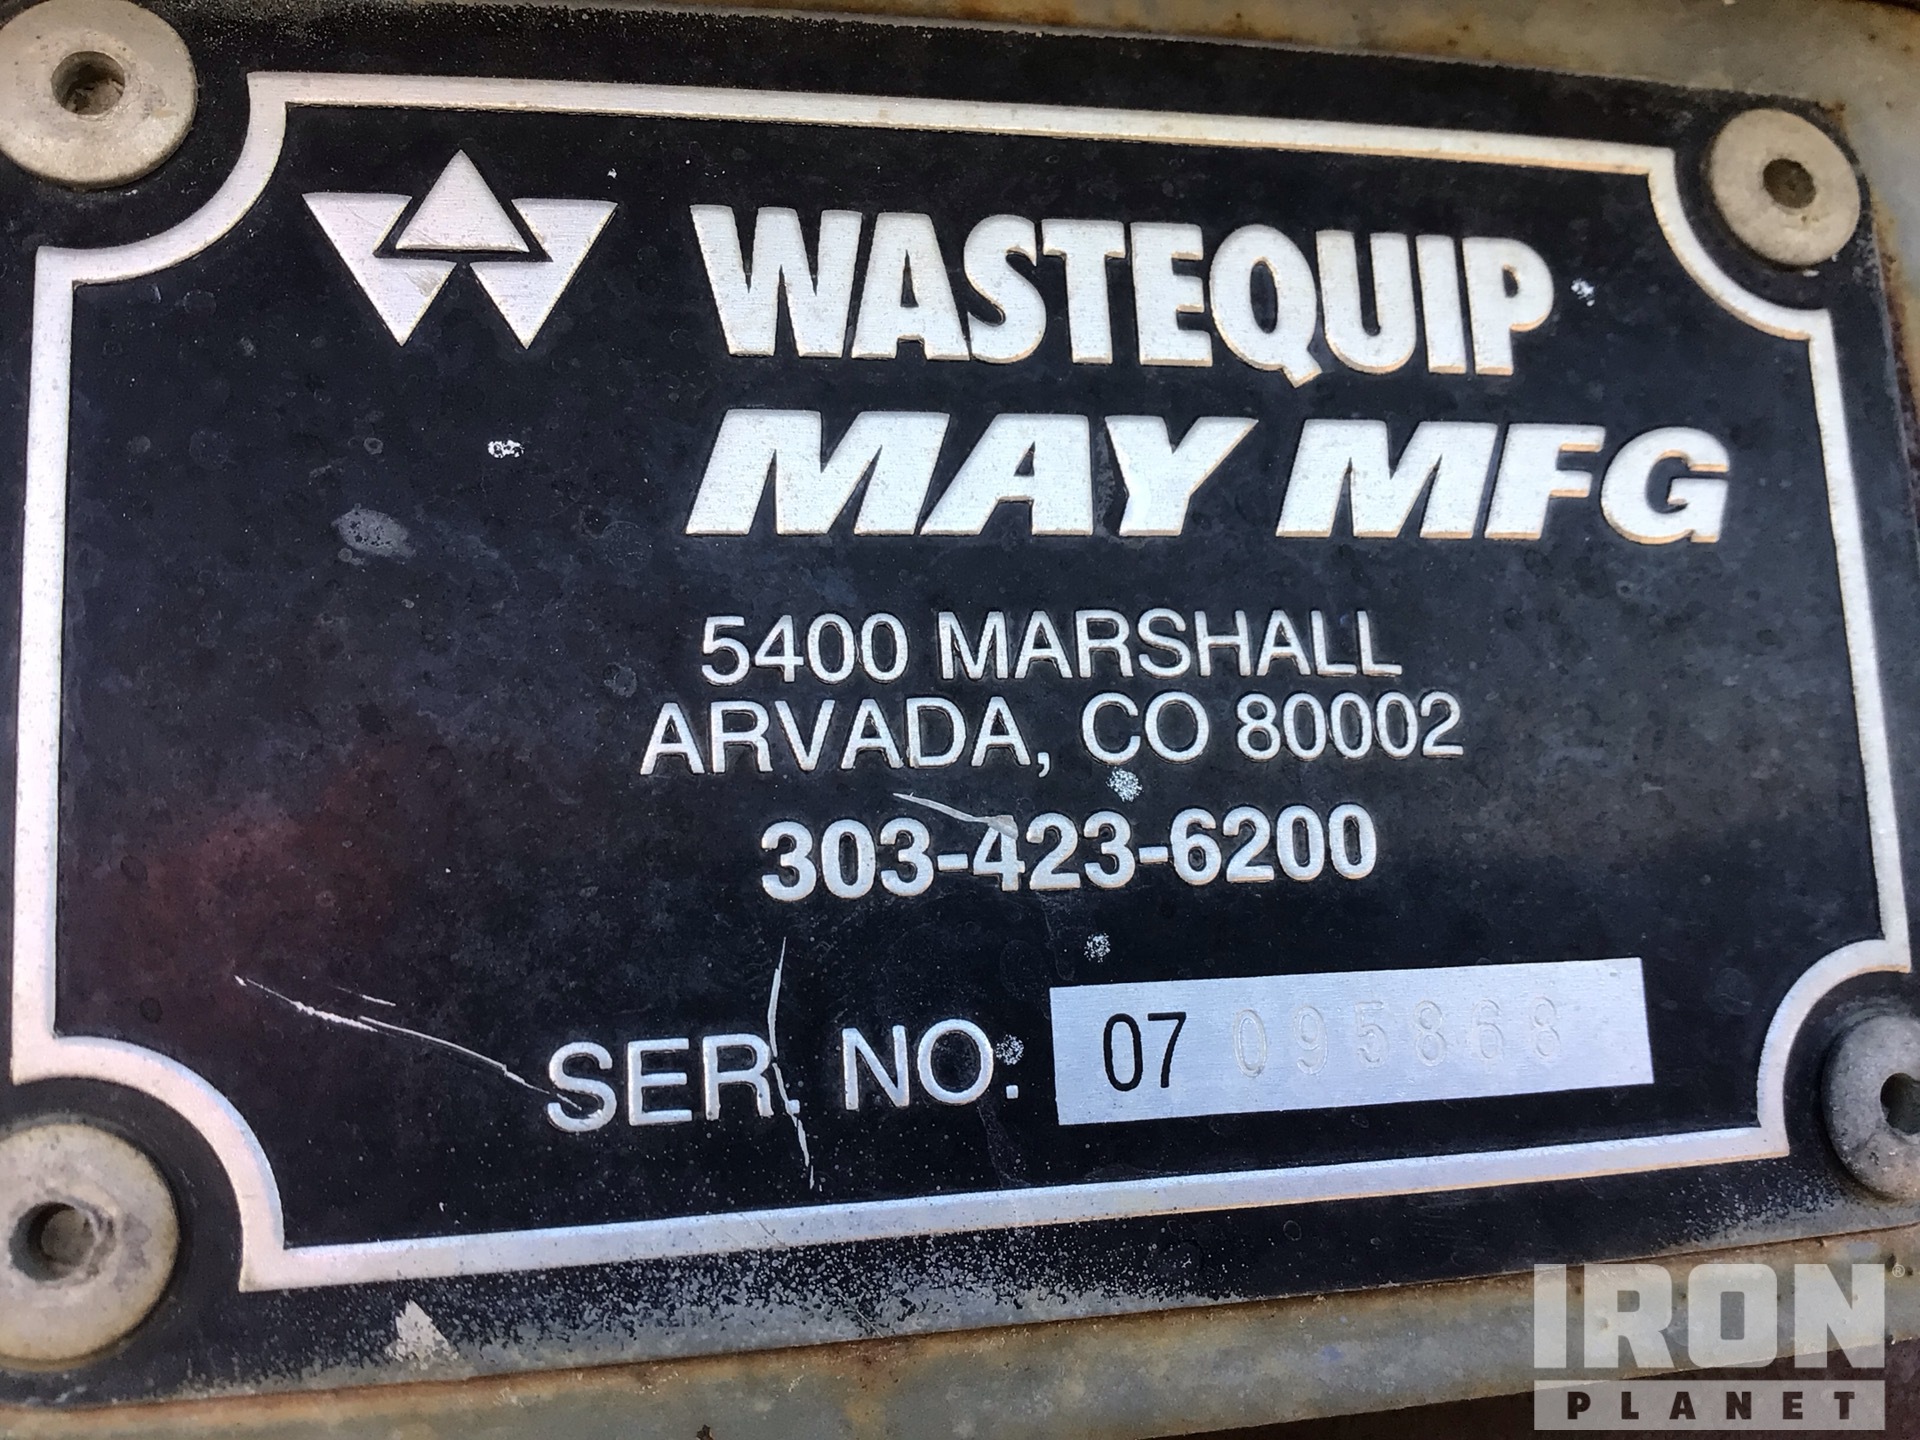 WASTEQUIP
MAY MFG
5400 MARSHALL
ARVADA, CO 80002
303-423-6200
SER. NO. 07 095868
IRON®
PLANET